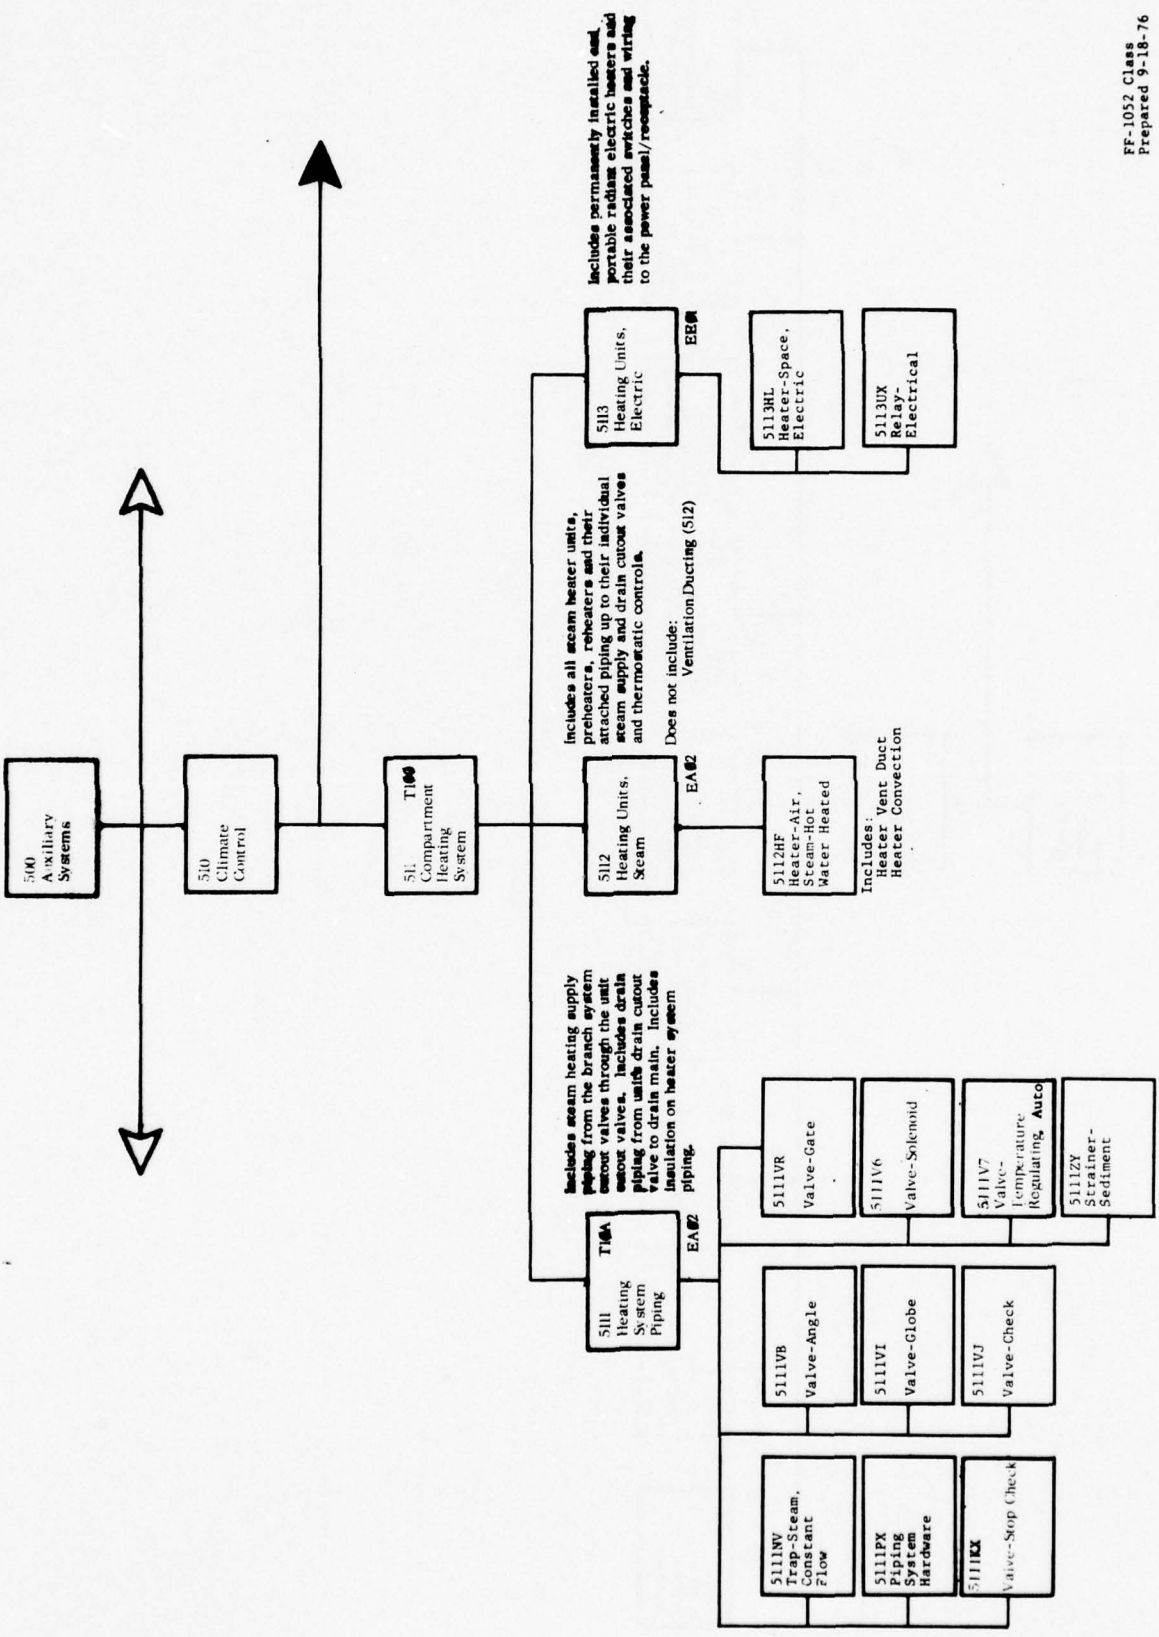 500
Auxiliary
Systems
510
Climate
Control
511 T100
Compartment
Heating
System
Includes steam heating supply
piping from the branch system
cutout valves through the unit
cutout valves. Includes drain
piping from units drain cutout
valve to drain main. Includes
insulation on heater system
piping.
5111 T10A
Heating
System
Piping
EA02
5111NV
Trap-Steam,
Constant
Flow
5111PX
Piping
System
Hardware
5111KX
Valve-Stop Check
5111VB
Valve-Angle
5111VI
Valve-Globe
5111VJ
Valve-Check
5111VR
Valve-Gate
5111V6
Valve-Solenoid
5111V7
Valve-
Temperature
Regulating, Auto
5111ZY
Strainer-
Sediment
Includes all steam heater units,
preheaters, reheaters and their
attached piping up to their individual
steam supply and drain cutout valves
and thermostatic controls.
Does not include:
Ventilation Ducting (512)
5112
Heating Units,
Steam
EA02
5112HF
Heater-Air,
Steam-Hot
Water Heated
Includes:
Heater Vent Duct
Heater Convection
Includes permanently installed and
portable radiant electric heaters and
their associated switches and wiring
to the power panel/receptacle.
5113
Heating Units,
Electric
EE01
5113HL
Heater-Space,
Electric
5113UX
Relay-
Electrical
FF-1052 Class
Prepared 9-18-76